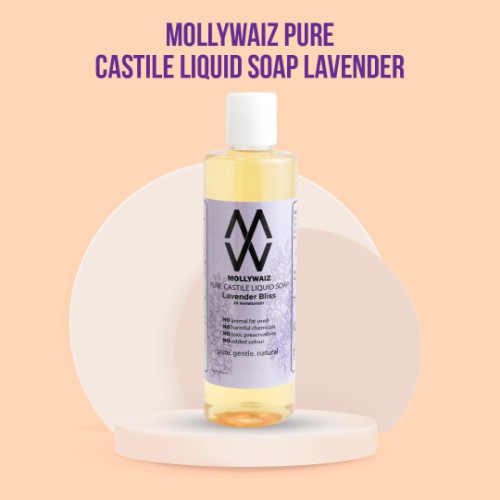 MOLLYWAIZ PURE
CASTILE LIQUID SOAP LAVENDER
MOLLYWAIZ
PURE CASTILE LIQUID SOAP
Lavender Bliss
NO animal fat used
NO harmful chemicals
NO toxic preservatives
NO added colour
pure. gentle. natural